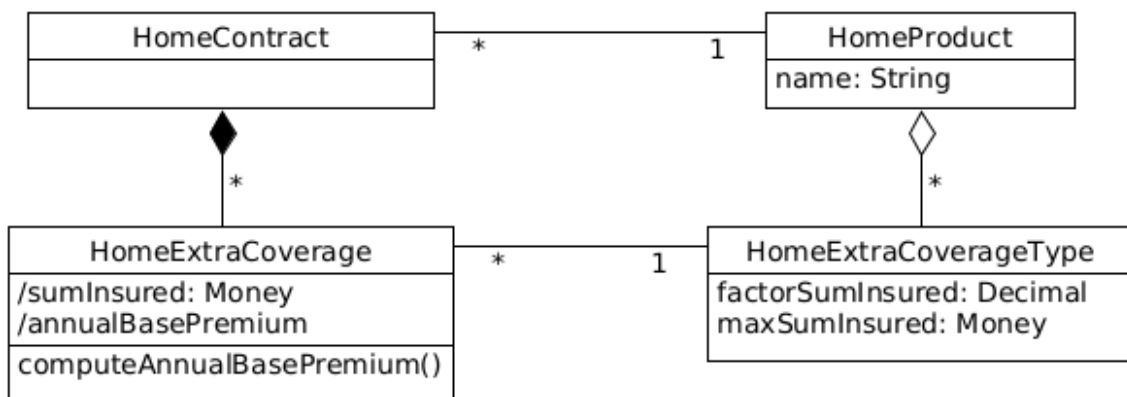 HomeContract
* 1
HomeProduct
name: String
*
*
HomeExtraCoverage
/sumInsured: Money
/annualBasePremium
computeAnnualBasePremium()
* 1
HomeExtraCoverageType
factorSumInsured: Decimal
maxSumInsured: Money